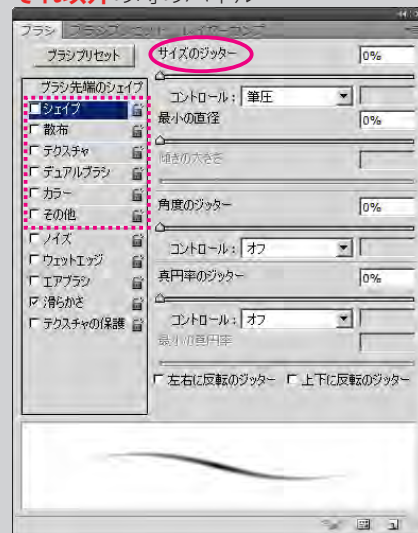 それ以外
ブラシ
ブラシプリセット
サイズのジッター
0%
ブラシ先端のシェイプ
シェイプ
コントロール： 筆圧
散布
最小の直径
0%
テクスチャ
傾きの大きさ
デュアルブラシ
カラー
その他
角度のジッター
0%
ノイズ
コントロール： オフ
ウェットエッジ
エアブラシ
真円率のジッター
0%
滑らかさ
コントロール： オフ
テクスチャの保護
最小の真円率
左右に反転のジッター
上下に反転のジッター